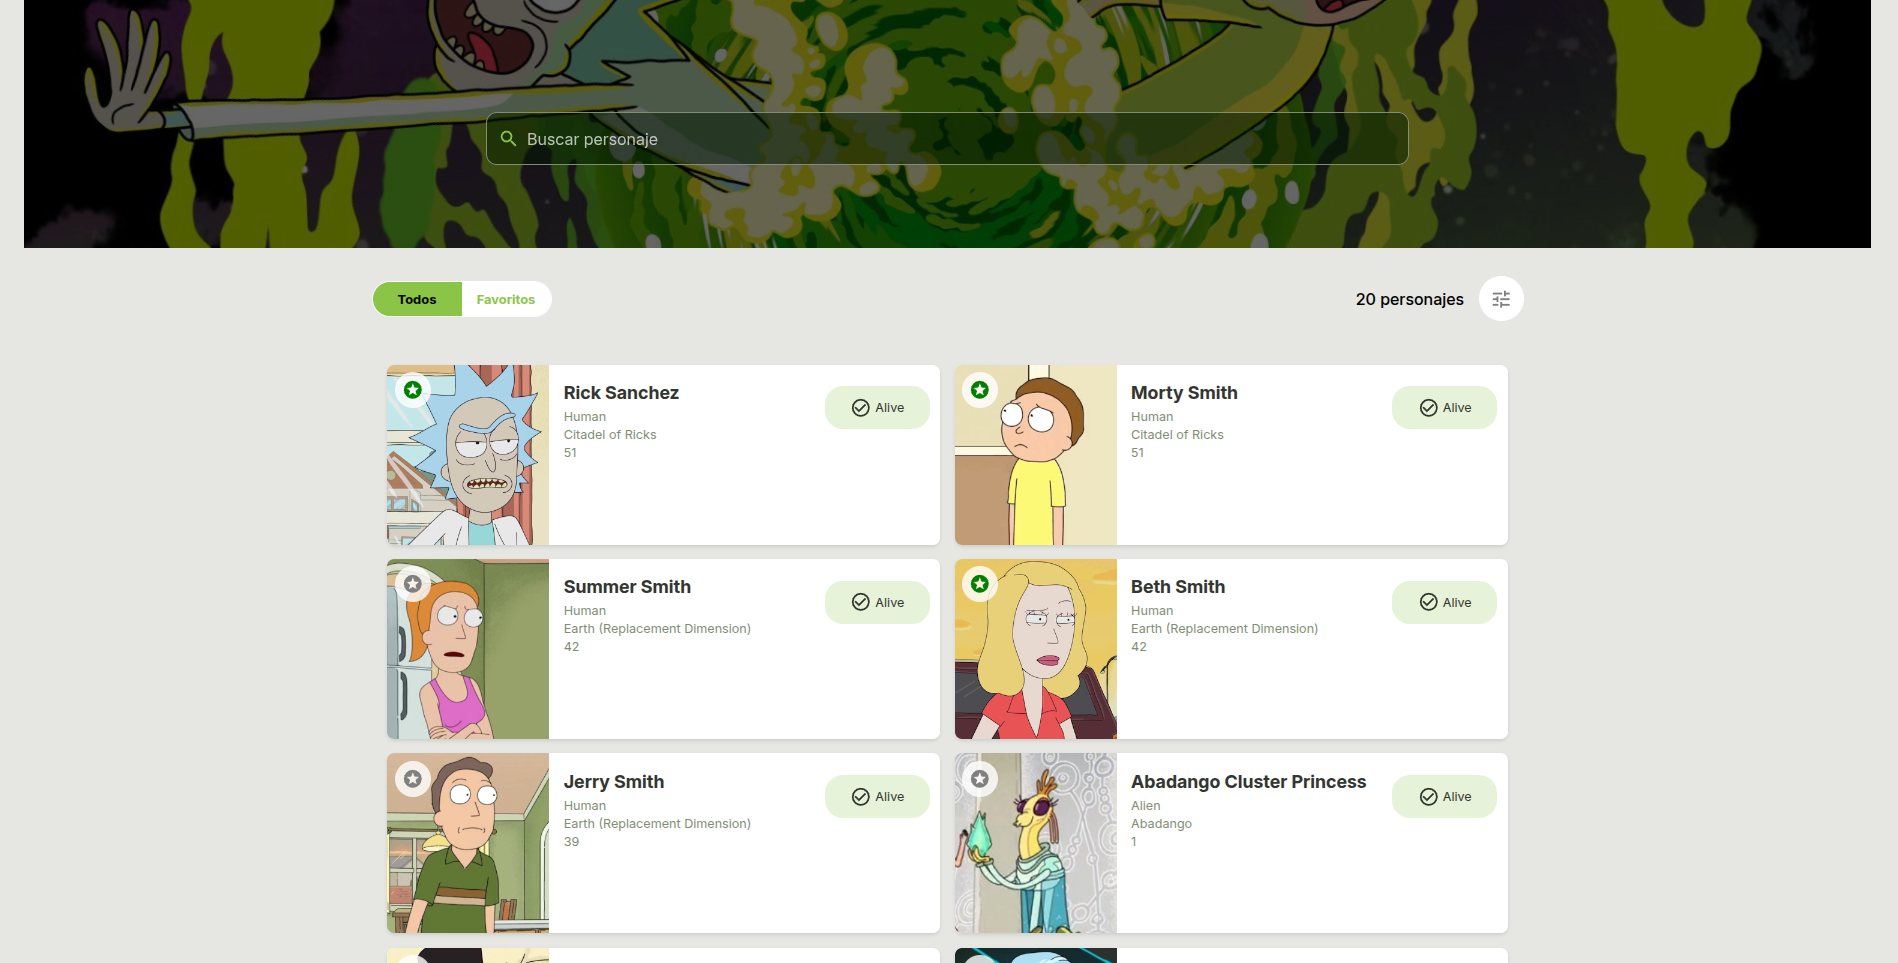 Buscar personaje
Todos
Favoritos
20 personajes
Rick Sanchez
Human
Citadel of Ricks
51
Alive
Morty Smith
Human
Citadel of Ricks
51
Alive
Summer Smith
Human
Earth (Replacement Dimension)
42
Alive
Beth Smith
Human
Earth (Replacement Dimension)
42
Alive
Jerry Smith
Human
Earth (Replacement Dimension)
39
Alive
Abadango Cluster Princess
Alien
Abadango
1
Alive